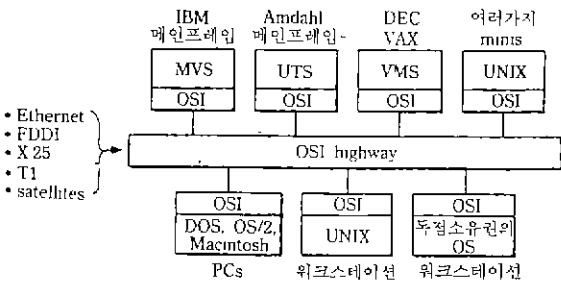 IBM
메인프레임
Amdahl
메인프레임-
DEC
VAX
여러가지
minis
MVS
OSI
UTS
OSI
VMS
OSI
UNIX
OSI
• Ethernet
• FDDI
• X 25
• T1
• satellites
OSI highway
OSI
DOS, OS/2,
Macintosh
PCs
OSI
UNIX
워크스테이션
OSI
독점소유권의
OS
워크스테이션